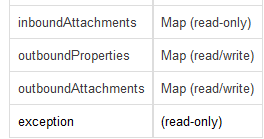 inboundAttachments Map (read-only)
outboundProperties Map (read/write)
outboundAttachments Map (read/write)
exception (read-only)